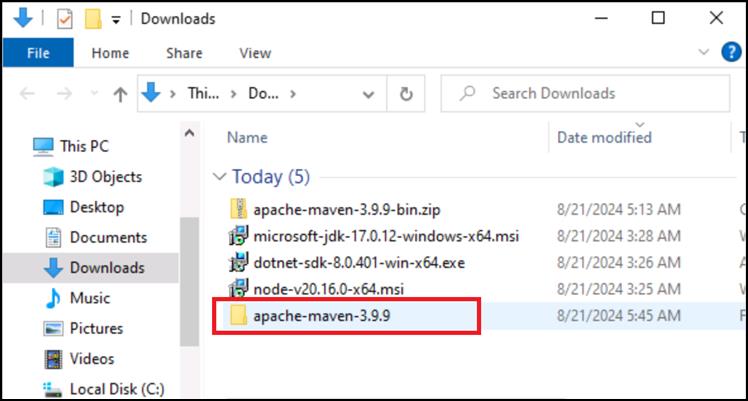 Downloads
File Home Share View
Thi... Do... Search Downloads
Name Date modified
This PC
3D Objects
Desktop
Documents
Downloads
Music
Pictures
Videos
Local Disk (C:)
Today (5)
apache-maven-3.9.9-bin.zip 8/21/2024 5:13 AM
microsoft-jdk-17.0.12-windows-x64.msi 8/21/2024 3:28 AM
dotnet-sdk-8.0.401-win-x64.exe 8/21/2024 3:26 AM
node-v20.16.0-x64.msi 8/21/2024 3:25 AM
apache-maven-3.9.9 8/21/2024 5:45 AM